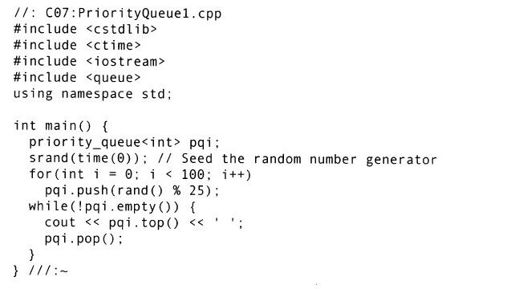 //: C07:PriorityQueue1.cpp
#include <cstdlib>
#include <ctime>
#include <iostream>
#include <queue>
using namespace std;

int main() {
  priority_queue<int> pqi;
  srand(time(0)); // Seed the random number generator
  for(int i = 0; i < 100; i++)
    pqi.push(rand() % 25);
  while(!pqi.empty()) {
    cout << pqi.top() << ' ';
    pqi.pop();
  }
} ///:~